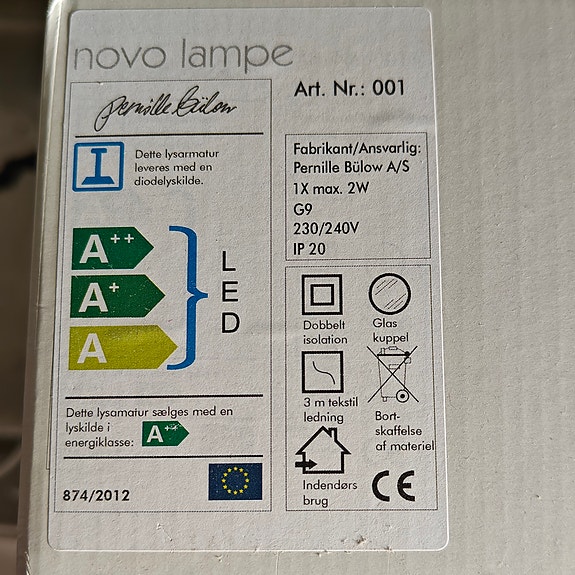 novo lampe
Pernille Bülow
Art. Nr.: 001
Dette lysarmatur
leveres med en
diodelyskilde.
A++
A+
A
L
E
D
Dette lysamatur sælges med en
lyskilde i
energiklasse:
A++
874/2012
Fabrikant/Ansvarlig:
Pernille Bülow A/S
1X max. 2W
G9
230/240V
IP 20
Dobbelt
isolation
Glas
kuppel
3 m tekstil
ledning
Bort-
skaffelse
af materiel
Indendørs
brug
CE